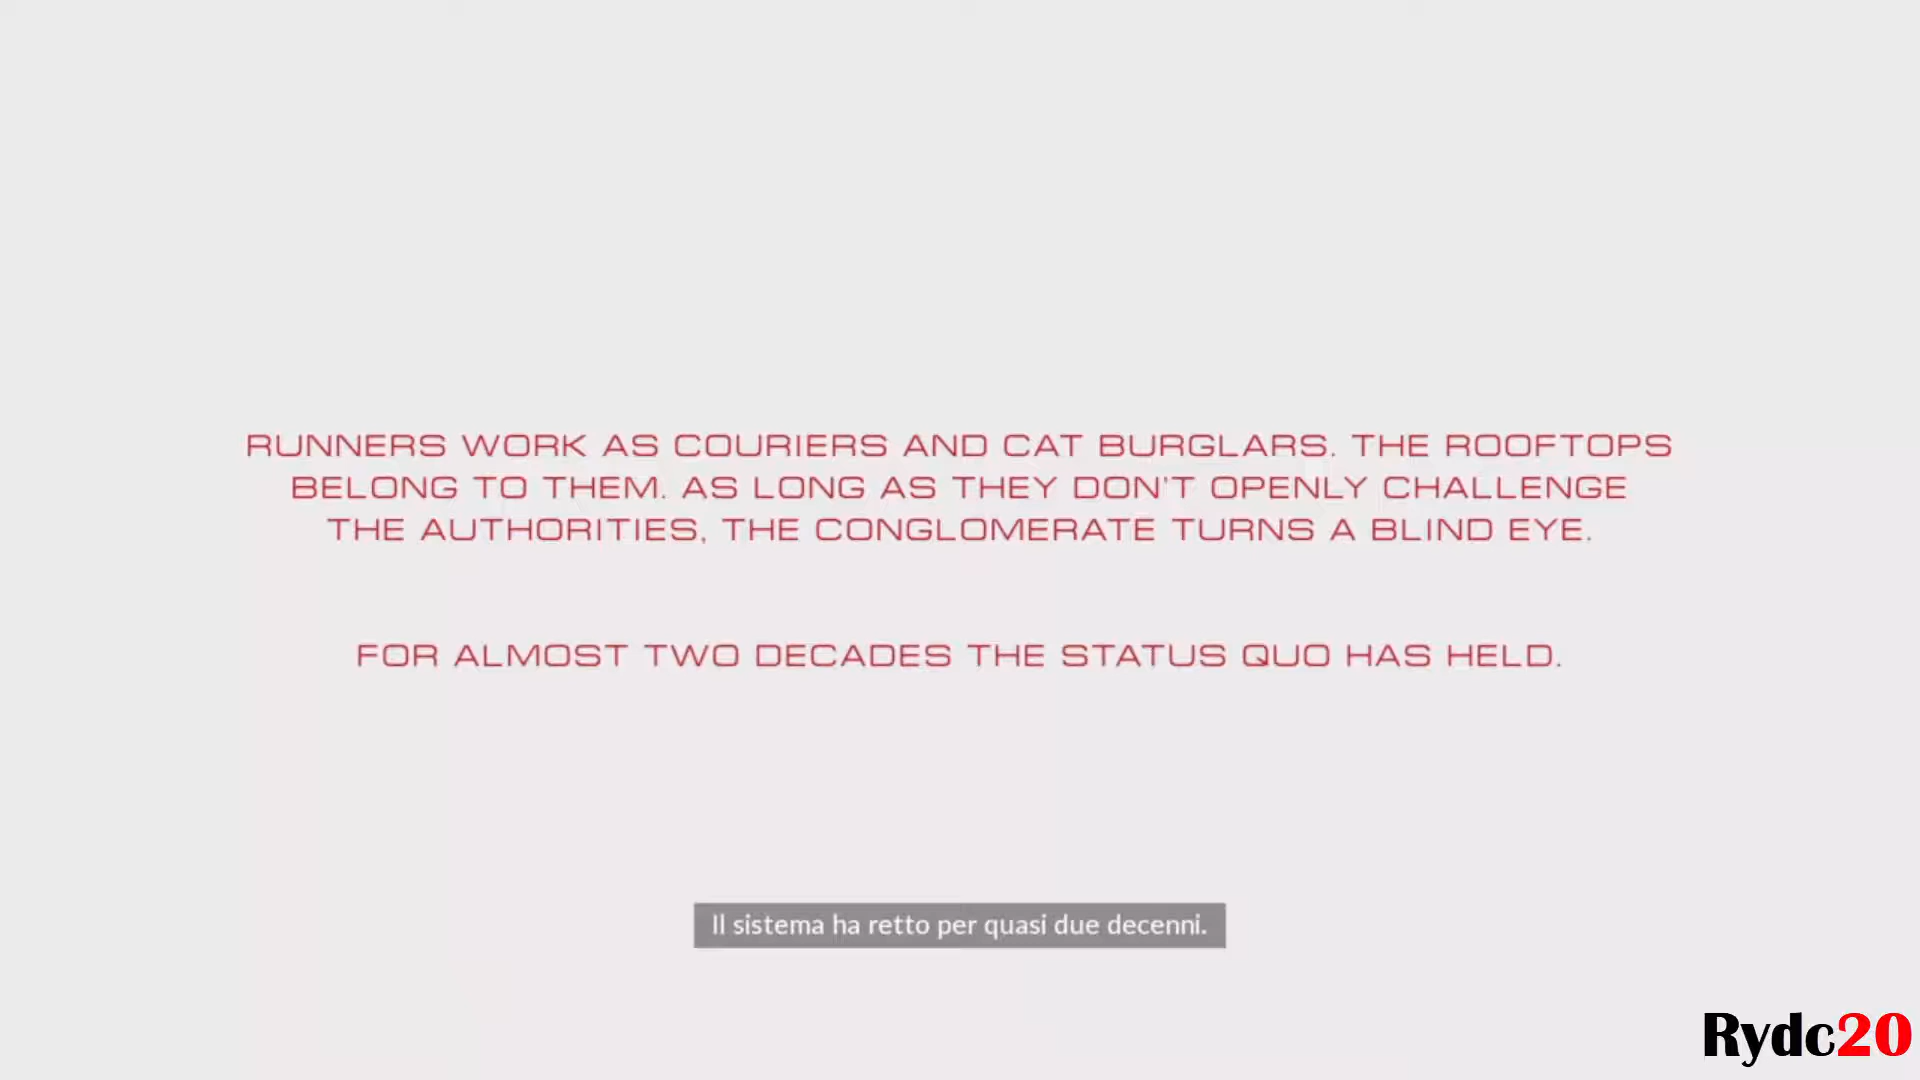 RUNNERS WORK AS COURIERS AND CAT BURGLARS. THE ROOFTOPS
BELONG TO THEM. AS LONG AS THEY DON'T OPENLY CHALLENGE
THE AUTHORITIES, THE CONGLOMERATE TURNS A BLIND EYE.
FOR ALMOST TWO DECADES THE STATUS QUO HAS HELD.
Il sistema ha retto per quasi due decenni.
Rydc20